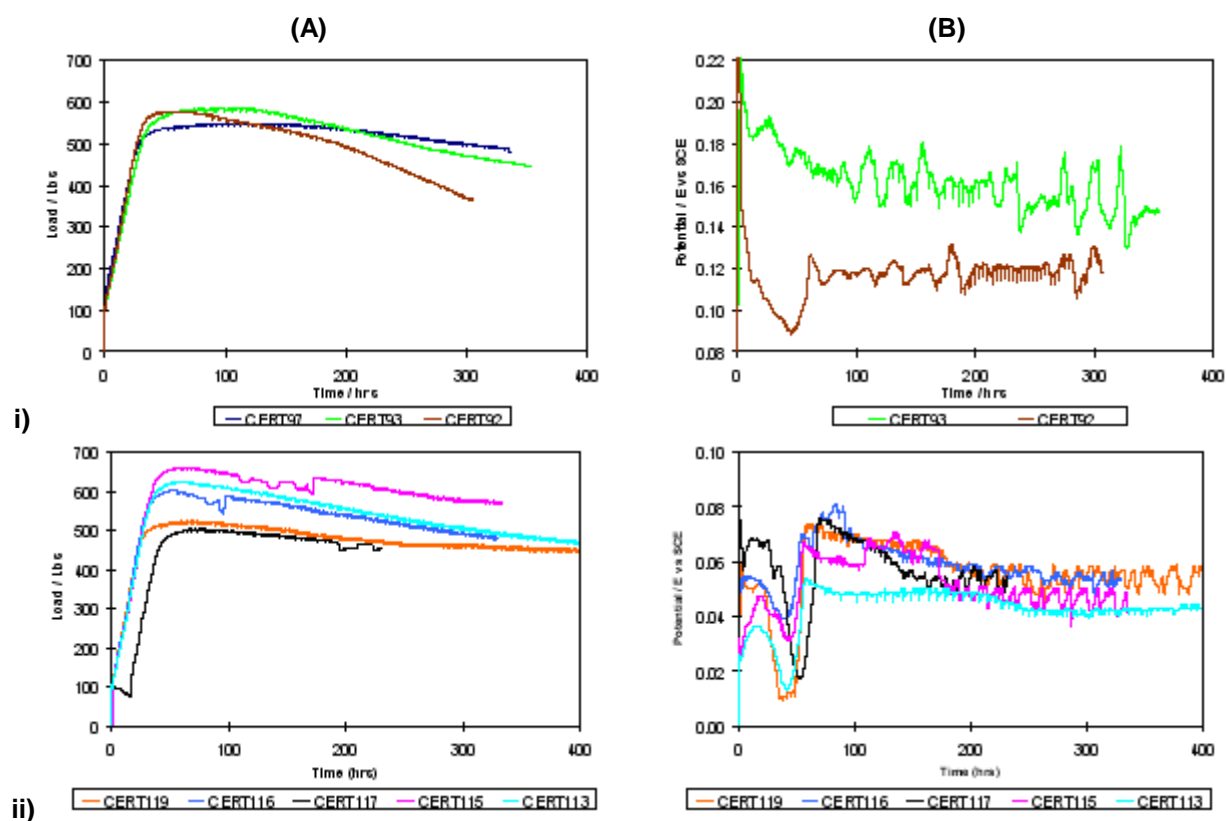 (A)
(B)
700
600
500
400
300
200
100
0
Load / Lbs
0 100 200 300 400
Time / hrs
CERT97 CERT93 CERT92
0.22
0.20
0.18
0.16
0.14
0.12
0.10
0.08
Potential / E vs SCE
0 100 200 300 400
Time /hrs
CERT93 CERT92
i)
700
600
500
400
300
200
100
0
Load / Lbs
0 100 200 300 400
Time (hrs)
CERT119 CERT116 CERT117 CERT115 CERT113
0.10
0.08
0.06
0.04
0.02
0.00
Potential / E vs SCE
0 100 200 300 400
Time (hrs)
CERT119 CERT116 CERT117 CERT115 CERT113
ii)